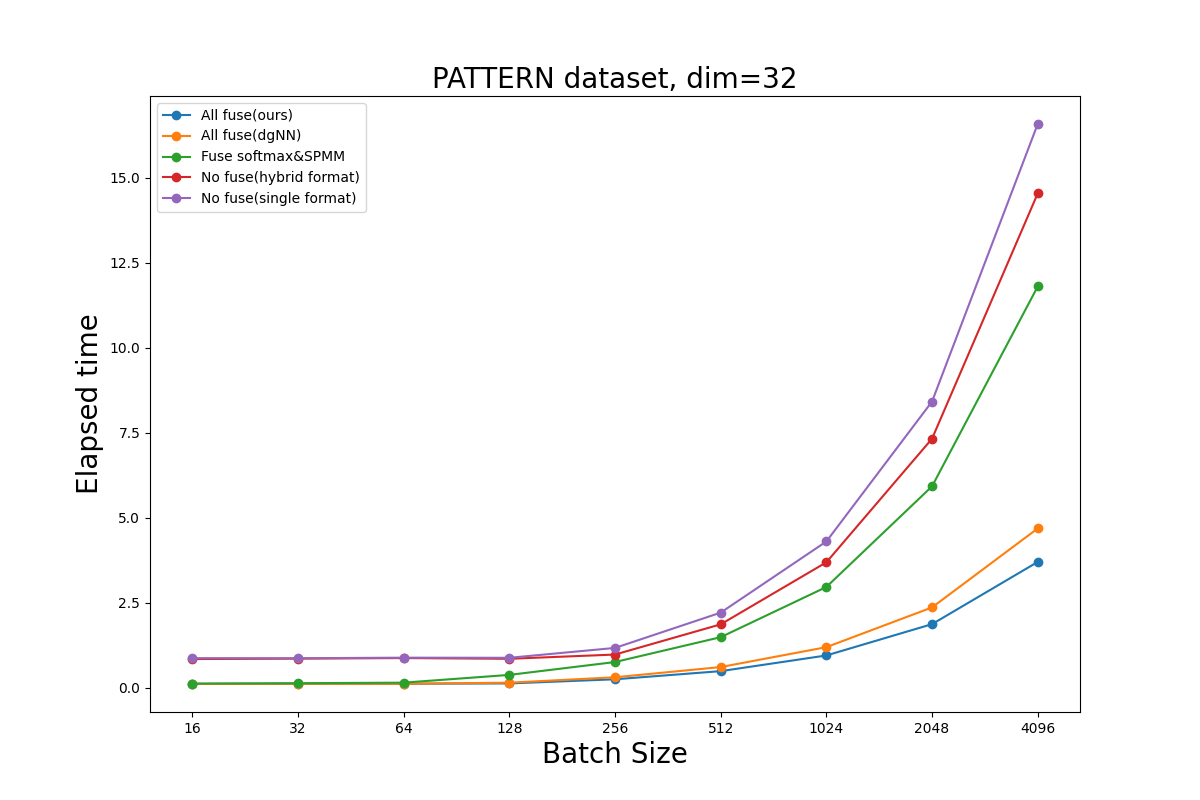 PATTERN dataset, dim=32
All fuse(ours)
All fuse(dgNN)
Fuse softmax&SPMM
No fuse(hybrid format)
No fuse(single format)
15.0
12.5
10.0
7.5
5.0
2.5
0.0
Elapsed time
16 32 64 128 256 512 1024 2048 4096
Batch Size